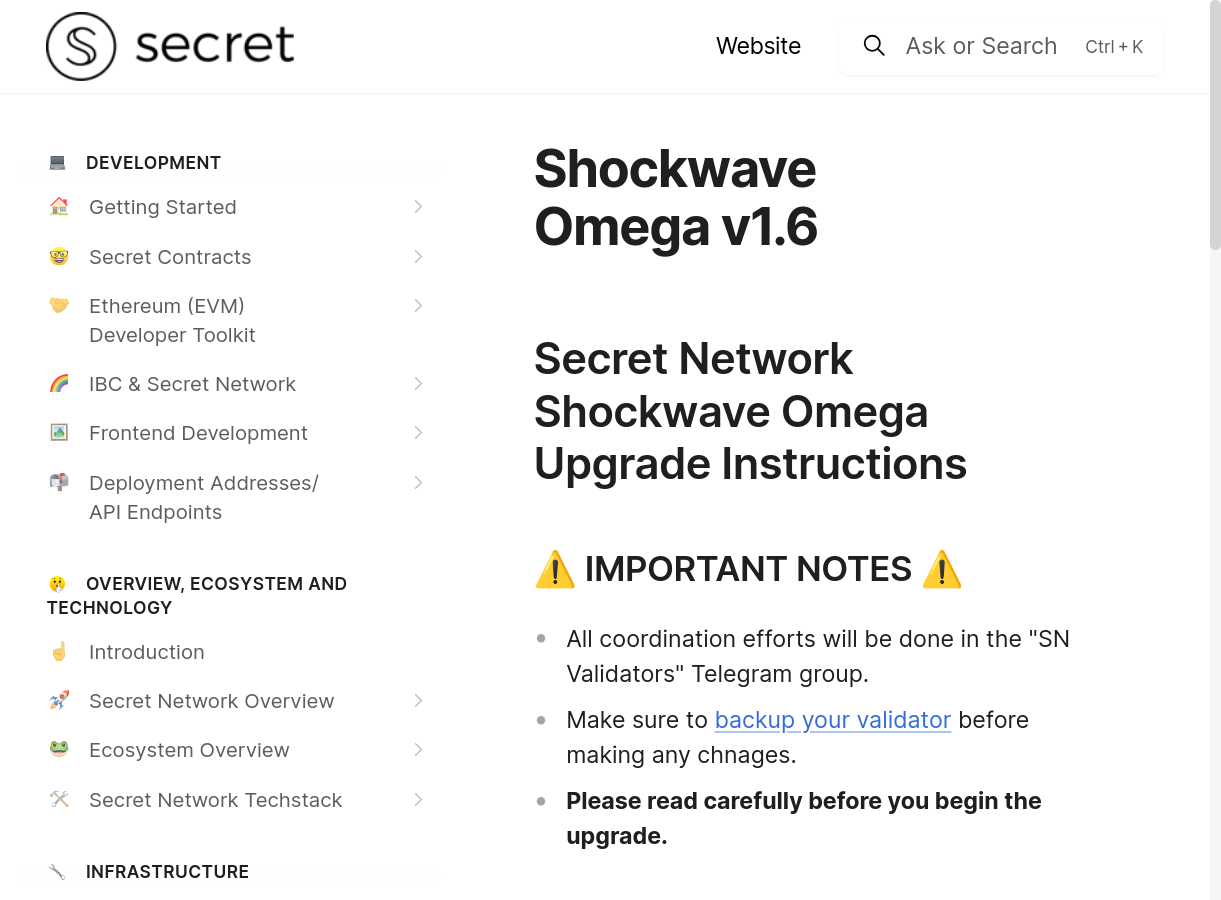 secret
Website
Ask or Search
Ctrl + K
DEVELOPMENT
Getting Started
Secret Contracts
Ethereum (EVM)
Developer Toolkit
IBC & Secret Network
Frontend Development
Deployment Addresses/
API Endpoints
OVERVIEW, ECOSYSTEM AND
TECHNOLOGY
Introduction
Secret Network Overview
Ecosystem Overview
Secret Network Techstack
INFRASTRUCTURE
Shockwave
Omega v1.6
Secret Network
Shockwave Omega
Upgrade Instructions
⚠️ IMPORTANT NOTES ⚠️
All coordination efforts will be done in the "SN
Validators" Telegram group.
Make sure to backup your validator before
making any chnages.
Please read carefully before you begin the
upgrade.